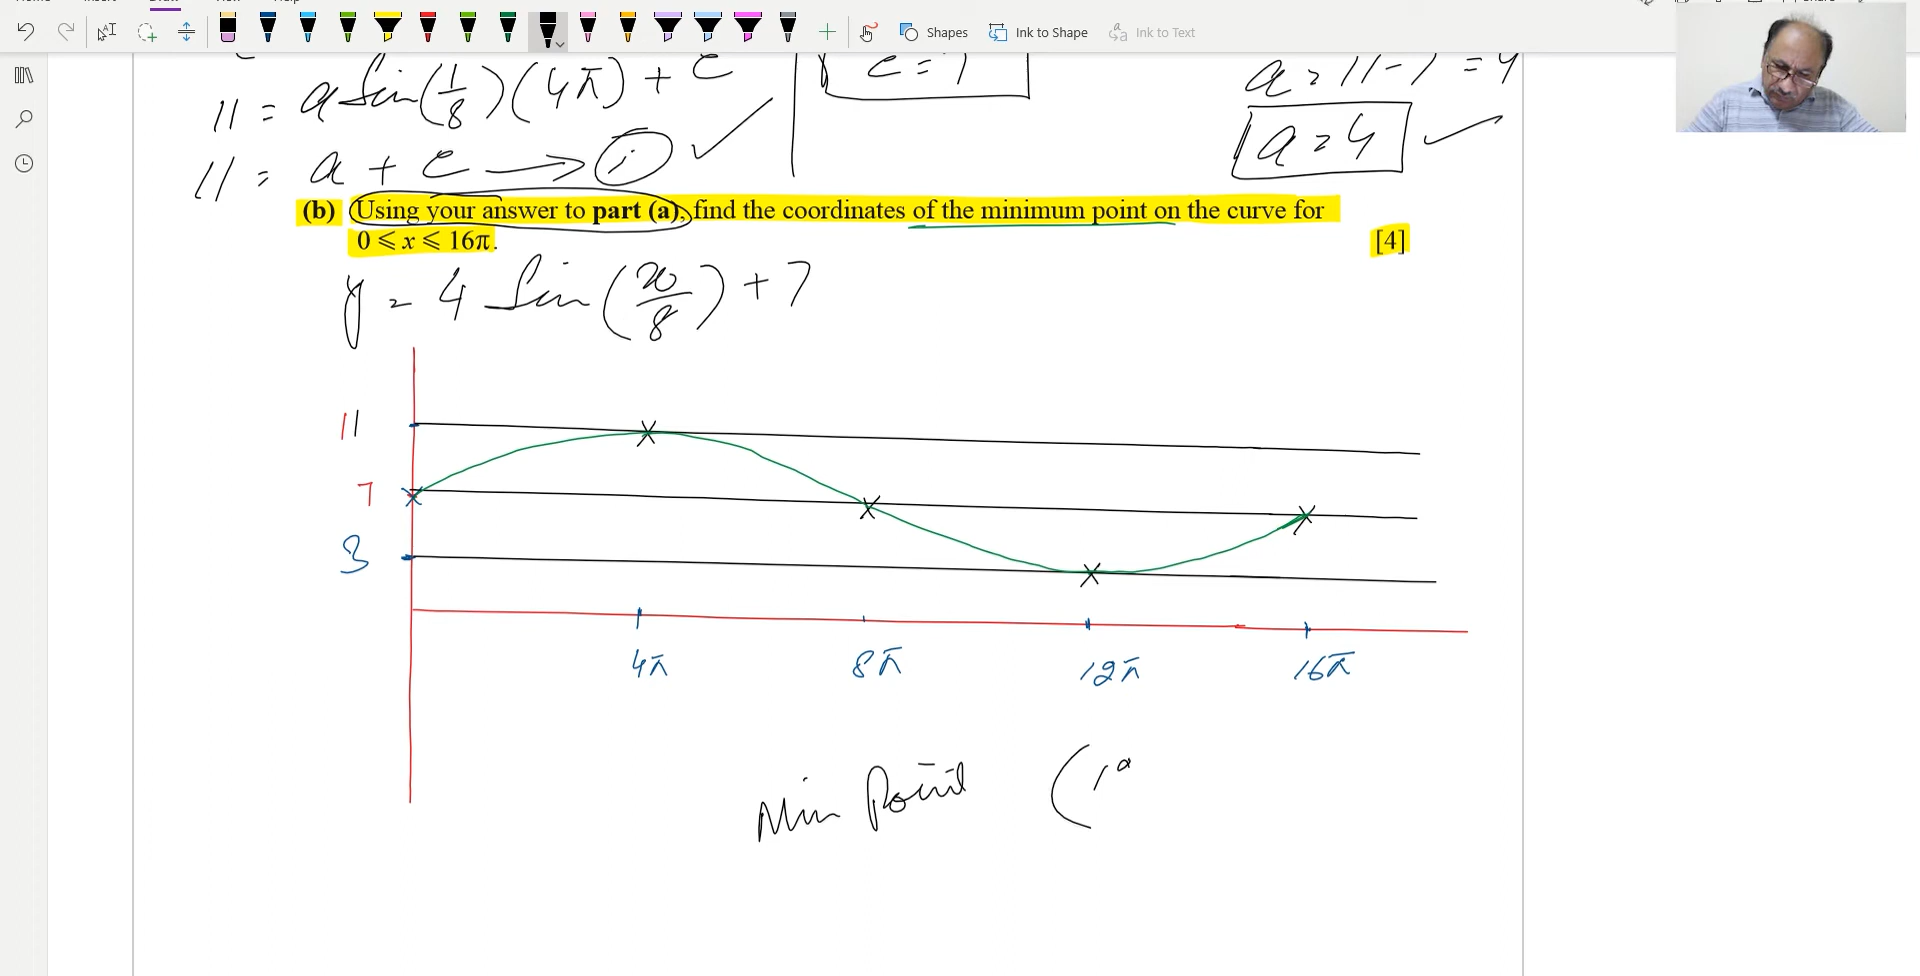 Shapes Ink to Shape Ink to Text
11 = a sin(1/8)(4π) + c
c = 7
a = 11 - 7 = 4
11 = a + c → (i) ✓
a = 4 ✓
(b) Using your answer to part (a), find the coordinates of the minimum point on the curve for
0 ⩽ x ⩽ 16π. [4]
y = 4 sin(x/8) + 7
11
7
3
4π 8π 12π 16π
Min Point (1